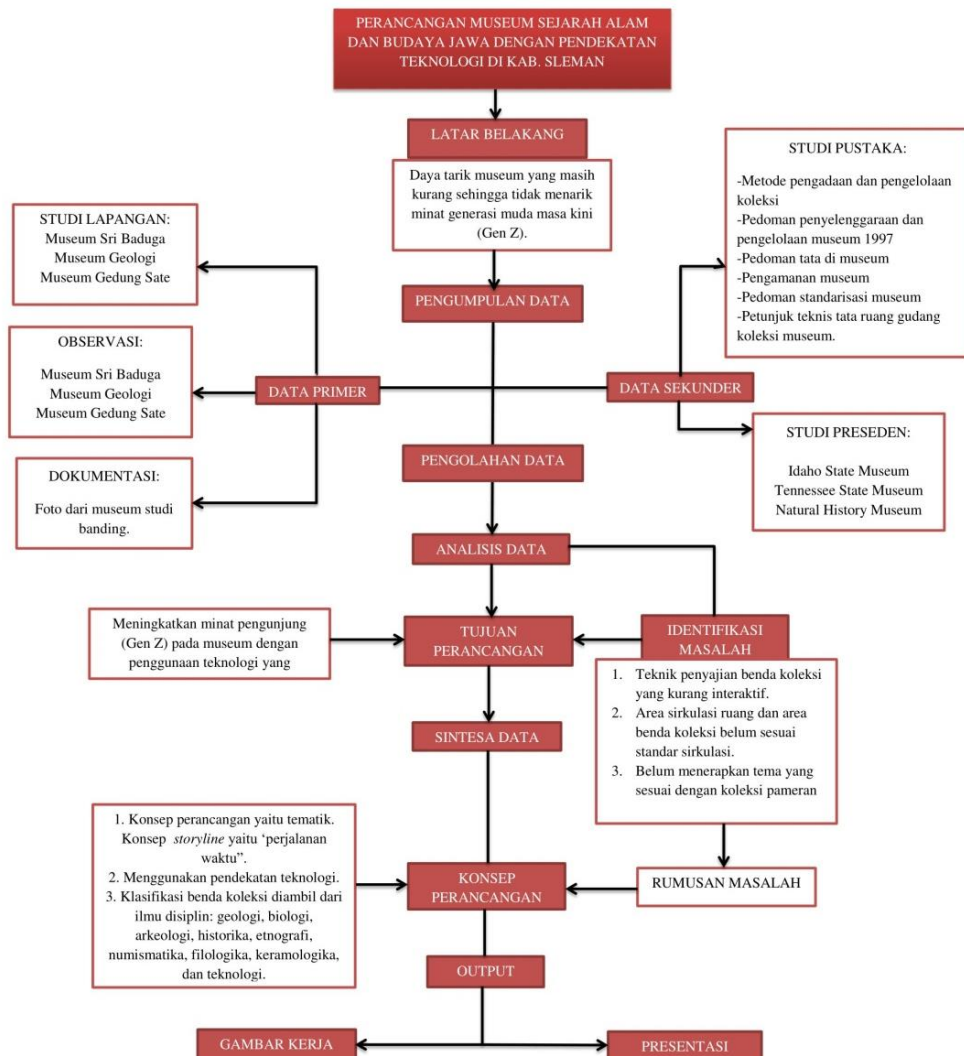 PERANCANGAN MUSEUM SEJARAH ALAM
DAN BUDAYA JAWA DENGAN PENDEKATAN
TEKNOLOGI DI KAB. SLEMAN
LATAR BELAKANG
Daya tarik museum yang masih
kurang sehingga tidak menarik
minat generasi muda masa kini
(Gen Z).
STUDI PUSTAKA:
-Metode pengadaan dan pengelolaan
koleksi
-Pedoman penyelenggaraan dan
pengelolaan museum 1997
-Pedoman tata di museum
-Pengamanan museum
-Pedoman standarisasi museum
-Petunjuk teknis tata ruang gudang
koleksi museum.
STUDI LAPANGAN:
Museum Sri Baduga
Museum Geologi
Museum Gedung Sate
PENGUMPULAN DATA
OBSERVASI:
Museum Sri Baduga
Museum Geologi
Museum Gedung Sate
DATA PRIMER
DATA SEKUNDER
STUDI PRESEDEN:
Idaho State Museum
Tennessee State Museum
Natural History Museum
PENGOLAHAN DATA
DOKUMENTASI:
Foto dari museum studi
banding.
ANALISIS DATA
Meningkatkan minat pengunjung
(Gen Z) pada museum dengan
penggunaan teknologi yang
TUJUAN
PERANCANGAN
IDENTIFIKASI
MASALAH
1. Teknik penyajian benda koleksi
yang kurang interaktif.
2. Area sirkulasi ruang dan area
benda koleksi belum sesuai
standar sirkulasi.
3. Belum menerapkan tema yang
sesuai dengan koleksi pameran
SINTESA DATA
1. Konsep perancangan yaitu tematik.
Konsep storyline yaitu ‘perjalanan
waktu”.
2. Menggunakan pendekatan teknologi.
3. Klasifikasi benda koleksi diambil dari
ilmu disiplin: geologi, biologi,
arkeologi, historika, etnografi,
numismatika, filologika, keramologika,
dan teknologi.
KONSEP
PERANCANGAN
RUMUSAN MASALAH
OUTPUT
GAMBAR KERJA
PRESENTASI